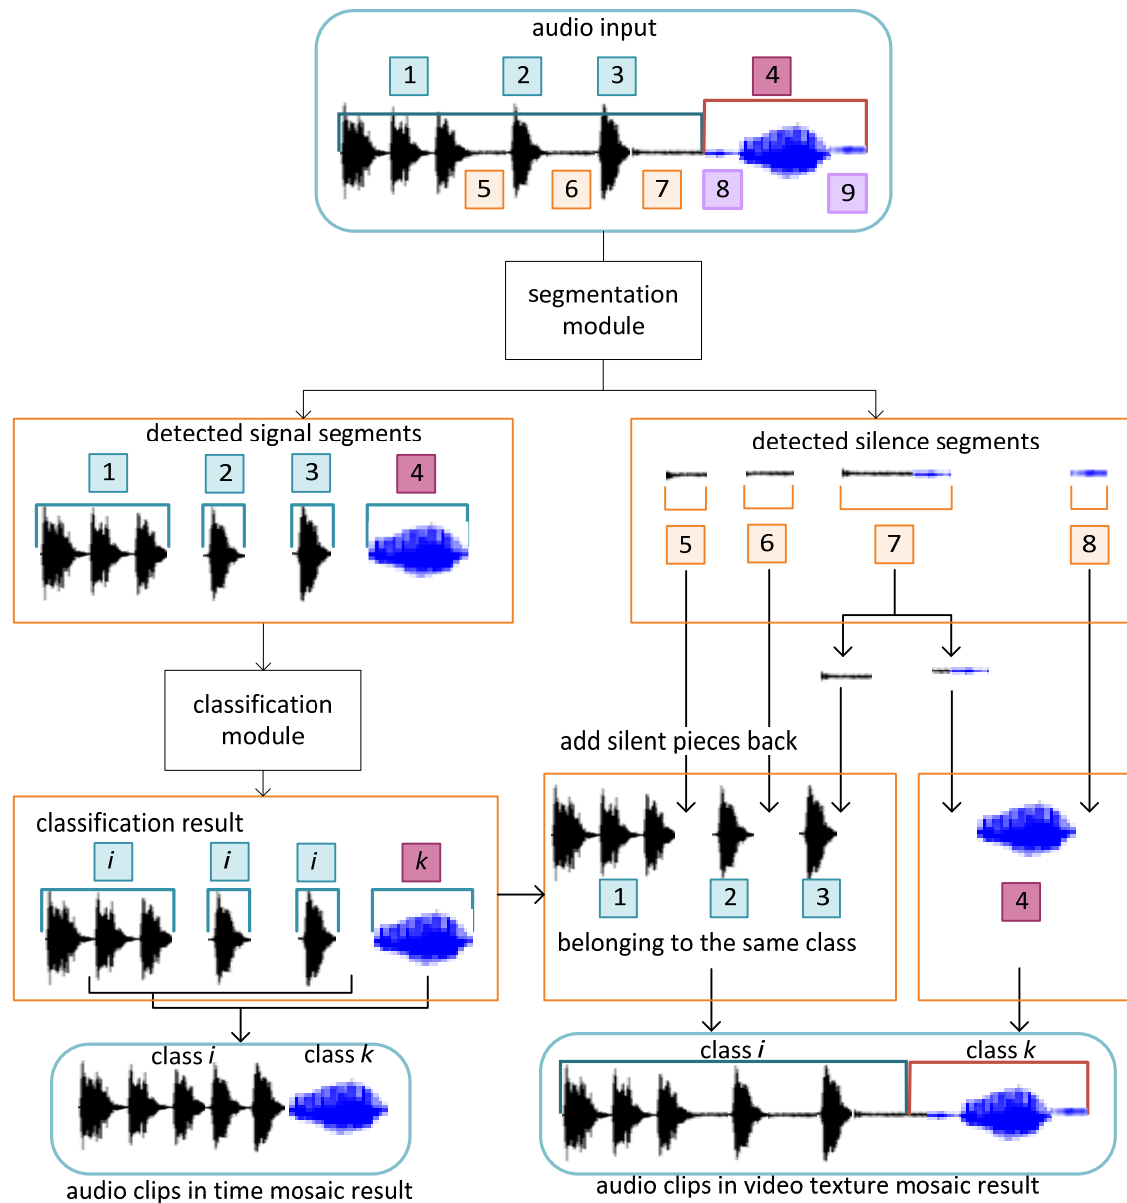 audio input
1 2 3 4
5 6 7 8 9
segmentation
module
detected signal segments
1 2 3 4
detected silence segments
5 6 7 8
classification
module
add silent pieces back
classification result
i i i k
1 2 3
belonging to the same class
4
class i class k
audio clips in time mosaic result
class i class k
audio clips in video texture mosaic result